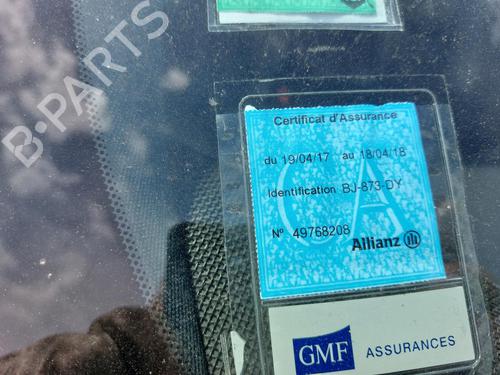 B-PARTS
Certificat d'Assurance
du 19/04/17 au 18/04/18
Identification BJ-873-DY
N° 49768208
Allianz
GMF ASSURANCES